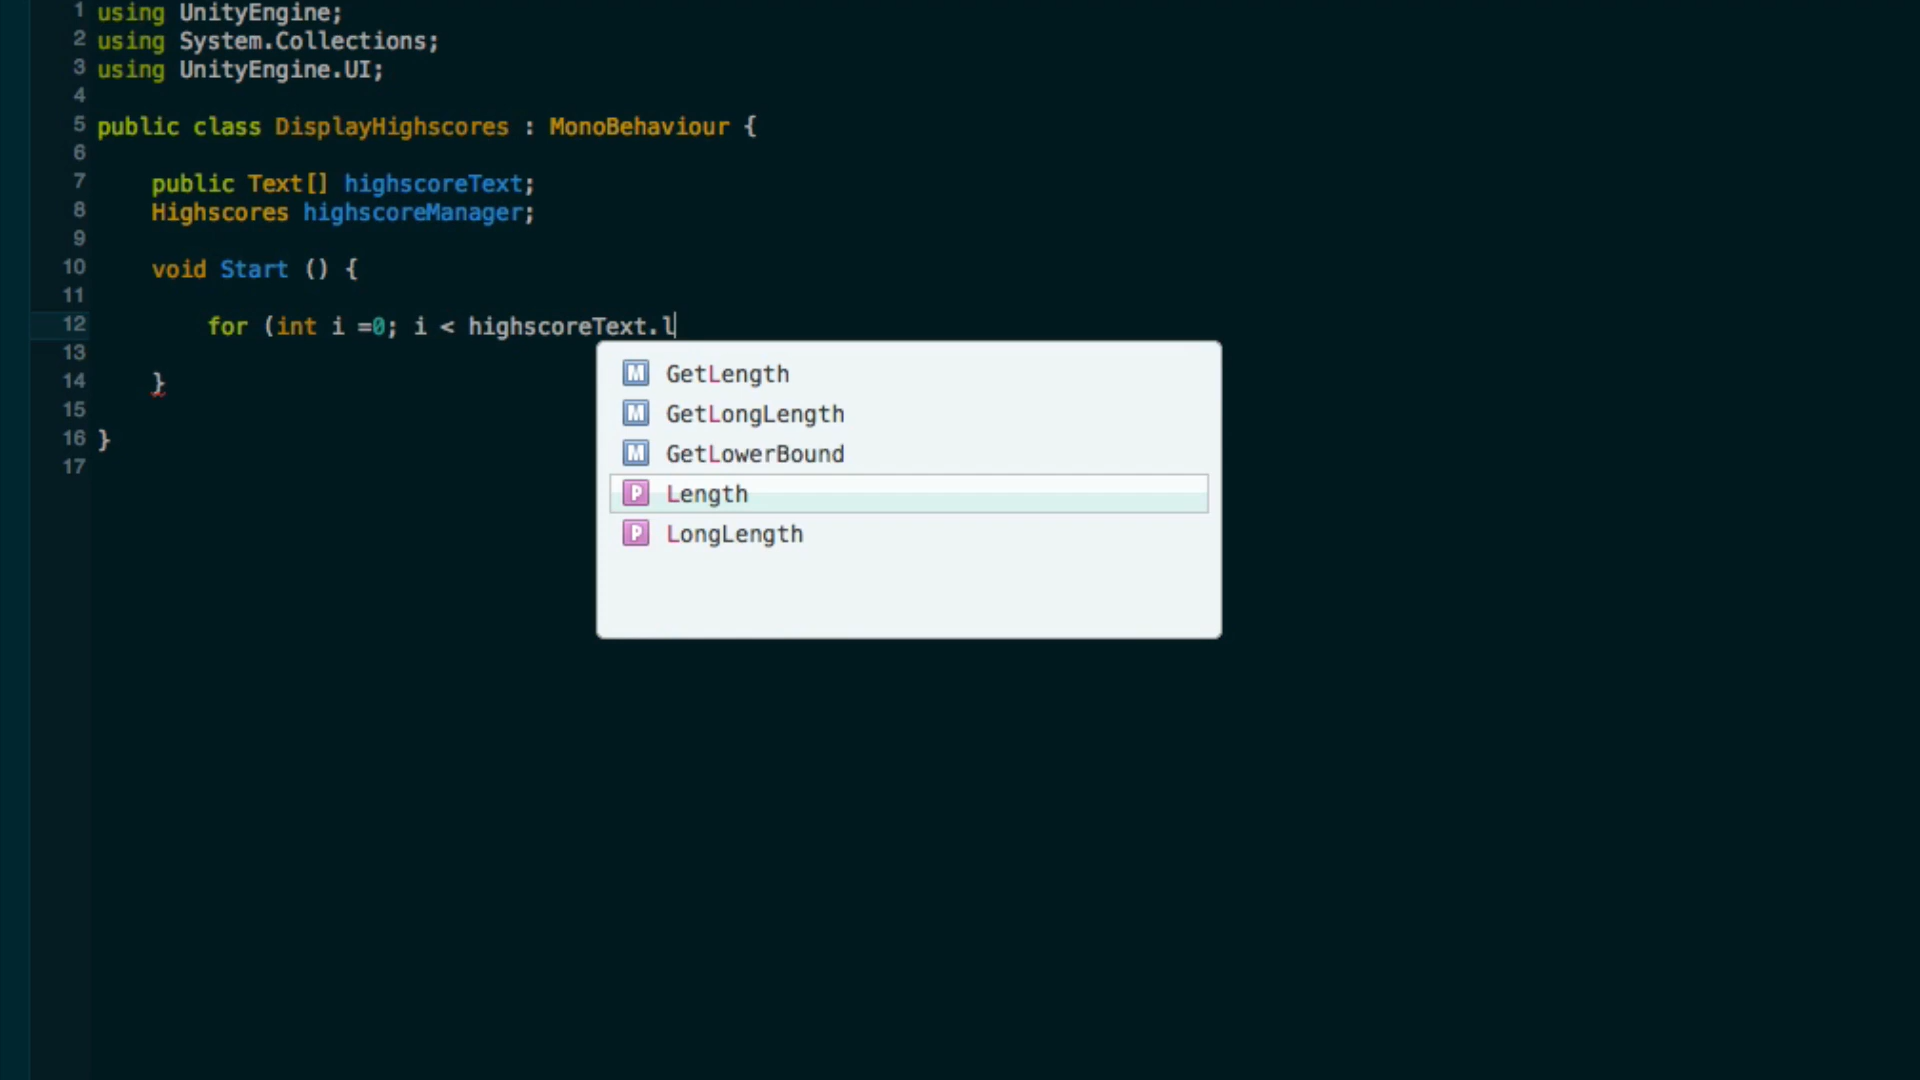 1 using UnityEngine;
2 using System.Collections;
3 using UnityEngine.UI;
4
5 public class DisplayHighscores : MonoBehaviour {
6
7 public Text[] highscoreText;
8 Highscores highscoreManager;
9
10 void Start () {
11
12 for (int i =0; i < highscoreText.l
13
14 }
15
16 }
17
M GetLength
M GetLongLength
M GetLowerBound
P Length
P LongLength